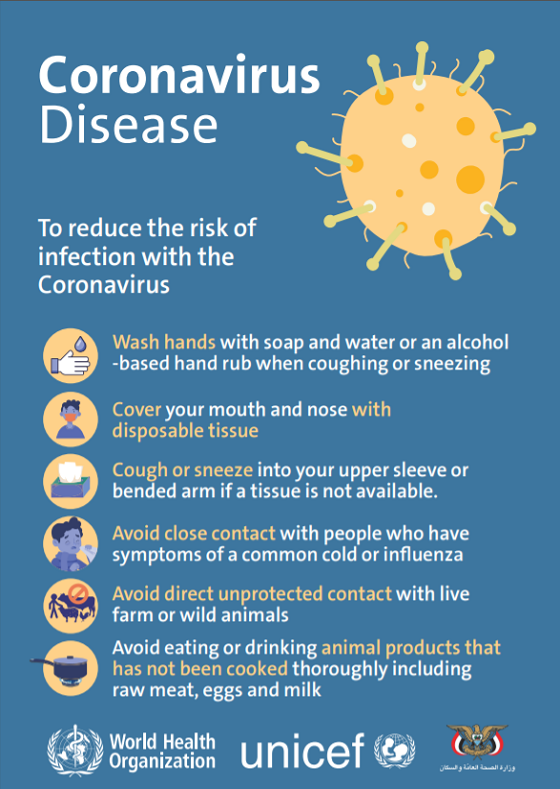 Coronavirus
Disease
To reduce the risk of
infection with the
Coronavirus
Wash hands with soap and water or an alcohol
-based hand rub when coughing or sneezing
Cover your mouth and nose with
disposable tissue
Cough or sneeze into your upper sleeve or
bended arm if a tissue is not available.
Avoid close contact with people who have
symptoms of a common cold or influenza
Avoid direct unprotected contact with live
farm or wild animals
Avoid eating or drinking animal products that
has not been cooked thoroughly including
raw meat, eggs and milk
World Health
Organization
unicef
وزارة الصحة العامة والسكان